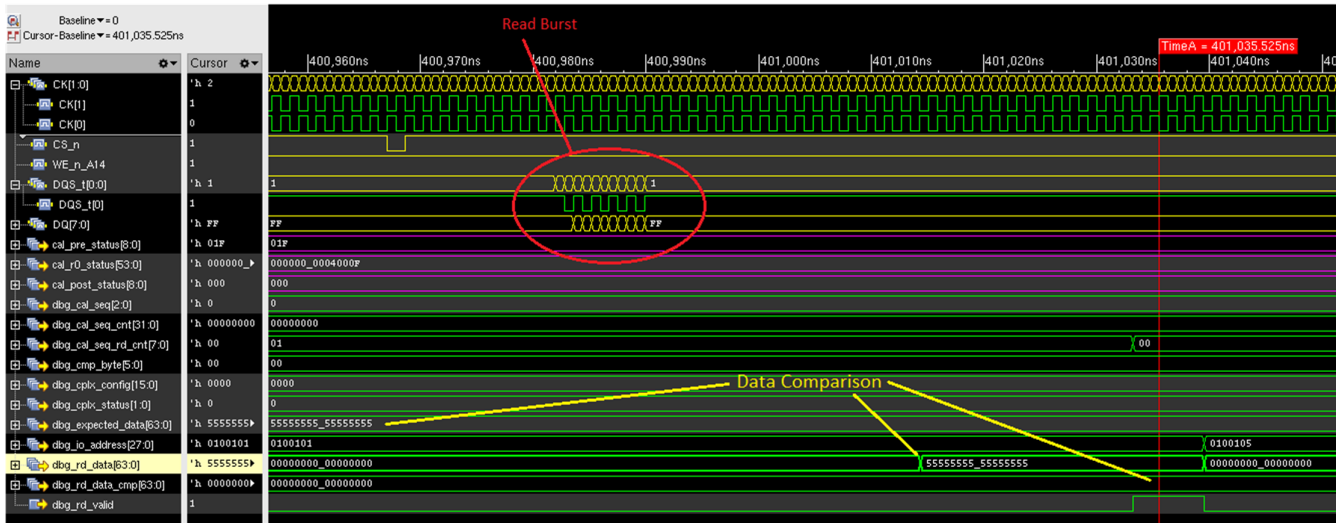 Read Burst
Baseline▼=0
Cursor-Baseline▼=401,035.525ns
TimeA = 401,035.525ns
Name Cursor 400,960ns 400,970ns 400,980ns 400,990ns 401,000ns 401,010ns 401,020ns 401,030ns 401,040ns
CK[1:0] 'h 2
CK[1] 1
CK[0] 0
CS_n 1
WE_n_A14 1
DQS_t[0:0] 'h 1 1 1
DQS_t[0] 1
DQ[7:0] 'h FF FF FF
cal_pre_status[8:0] 'h 01F 01F
cal_r0_status[53:0] 'h 000000_ 000000_0004000F
cal_post_status[8:0] 'h 000 000
dbg_cal_seq[2:0] 'h 0 0
dbg_cal_seq_cnt[31:0] 'h 00000000 00000000
dbg_cal_seq_rd_cnt[7:0] 'h 00 01 00
dbg_cmp_byte[5:0] 'h 00 00
dbg_cplx_config[15:0] 'h 0000 0000
Data Comparison
dbg_cplx_status[1:0] 'h 0 0
dbg_expected_data[63:0] 'h 5555555 55555555_55555555
dbg_io_address[27:0] 'h 0100101 0100101 0100105
dbg_rd_data[63:0] 'h 5555555 00000000_00000000 55555555_55555555 00000000_00000000
dbg_rd_data_cmp[63:0] 'h 0000000 00000000_00000000
dbg_rd_valid 1